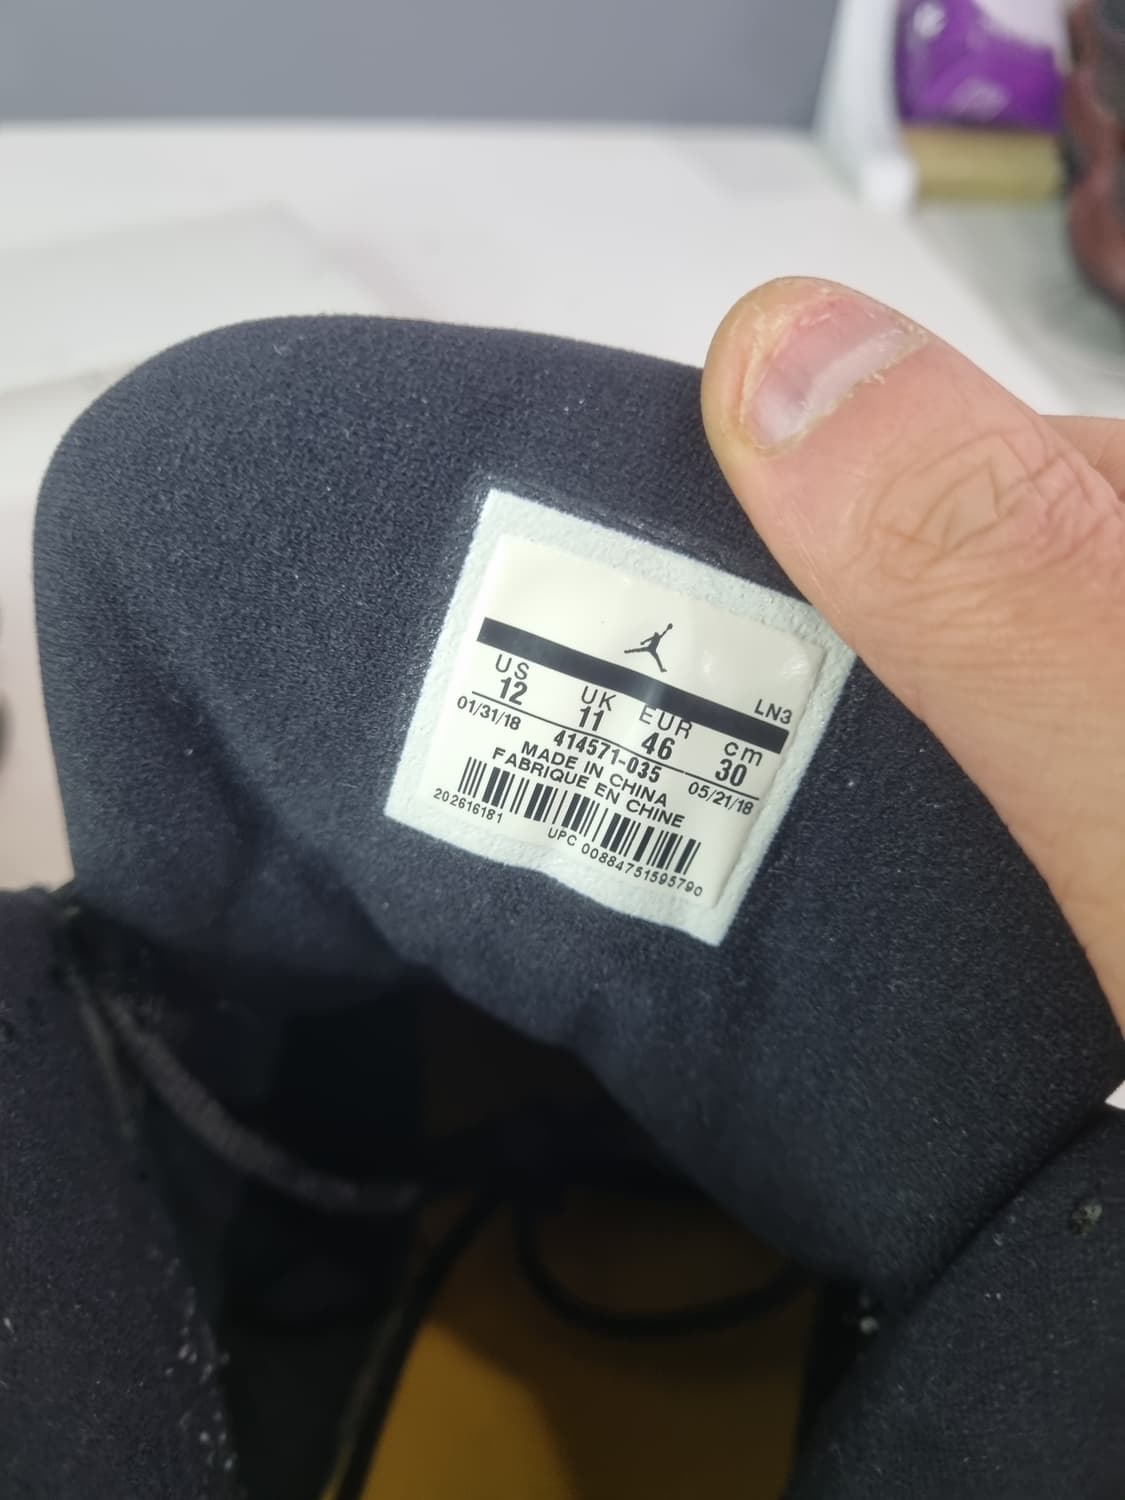 LN3
US UK EUR cm
12 11 46 30
01/31/18 414571-035 05/21/18
MADE IN CHINA
FABRIQUE EN CHINE
202616181 UPC 00884751595790